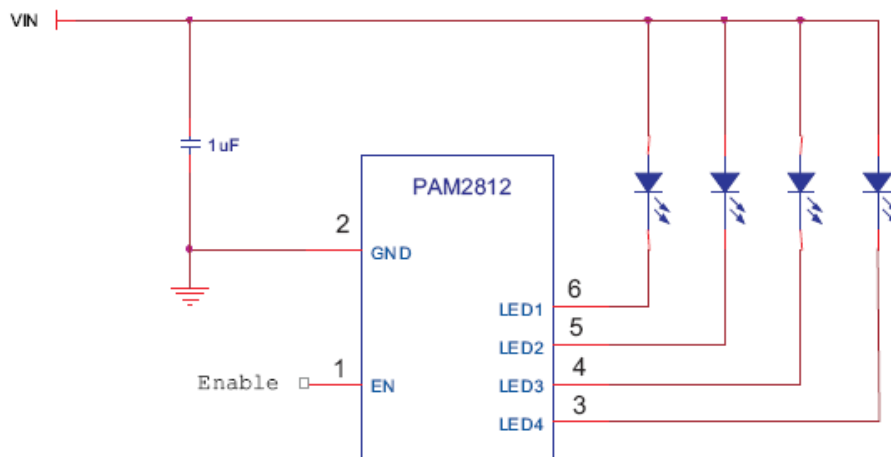 VIN
1uF
PAM2812
2
GND
6
LED1
5
LED2
1
Enable
EN
4
LED3
3
LED4